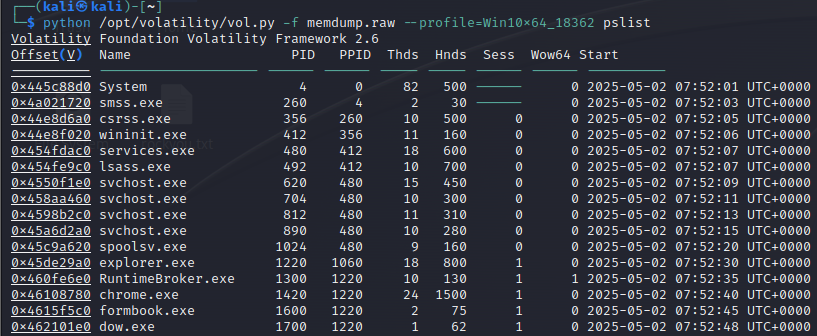 ┌──(kali㉿kali)-[~]
└─$ python /opt/volatility/vol.py -f memdump.raw --profile=Win10×64_18362 pslist
Volatility Foundation Volatility Framework 2.6
Offset(V) Name PID PPID Thds Hnds Sess Wow64 Start
0×445c88d0 System 4 0 82 500 ------ 0 2025-05-02 07:52:01 UTC+0000
0×4a021720 smss.exe 260 4 2 30 ------ 0 2025-05-02 07:52:03 UTC+0000
0×44e8d6a0 csrss.exe 356 260 10 500 0 0 2025-05-02 07:52:05 UTC+0000
0×44e8f020 wininit.exe 412 356 11 160 0 0 2025-05-02 07:52:06 UTC+0000
0×454fdac0 services.exe 480 412 18 600 0 0 2025-05-02 07:52:07 UTC+0000
0×454fe9c0 lsass.exe 492 412 10 700 0 0 2025-05-02 07:52:07 UTC+0000
0×4550f1e0 svchost.exe 620 480 15 450 0 0 2025-05-02 07:52:09 UTC+0000
0×458aa460 svchost.exe 704 480 10 300 0 0 2025-05-02 07:52:11 UTC+0000
0×4598b2c0 svchost.exe 812 480 11 310 0 0 2025-05-02 07:52:13 UTC+0000
0×45a6d2a0 svchost.exe 890 480 10 280 0 0 2025-05-02 07:52:15 UTC+0000
0×45c9a620 spoolsv.exe 1024 480 9 160 0 0 2025-05-02 07:52:20 UTC+0000
0×45de29a0 explorer.exe 1220 1060 18 800 1 0 2025-05-02 07:52:30 UTC+0000
0×460fe6e0 RuntimeBroker.exe 1300 1220 10 130 1 1 2025-05-02 07:52:35 UTC+0000
0×46108780 chrome.exe 1420 1220 24 1500 1 0 2025-05-02 07:52:40 UTC+0000
0×4615f5c0 formbook.exe 1600 1220 2 75 1 0 2025-05-02 07:52:45 UTC+0000
0×462101e0 dow.exe 1700 1220 1 62 1 0 2025-05-02 07:52:48 UTC+0000